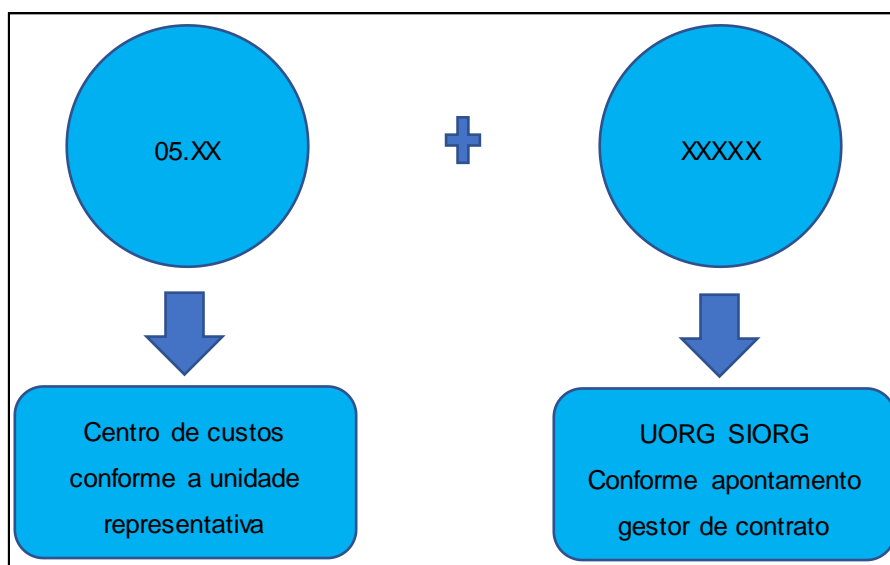 05.XX
XXXXX
Centro de custos
conforme a unidade
representativa
UORG SIORG
Conforme apontamento
gestor de contrato